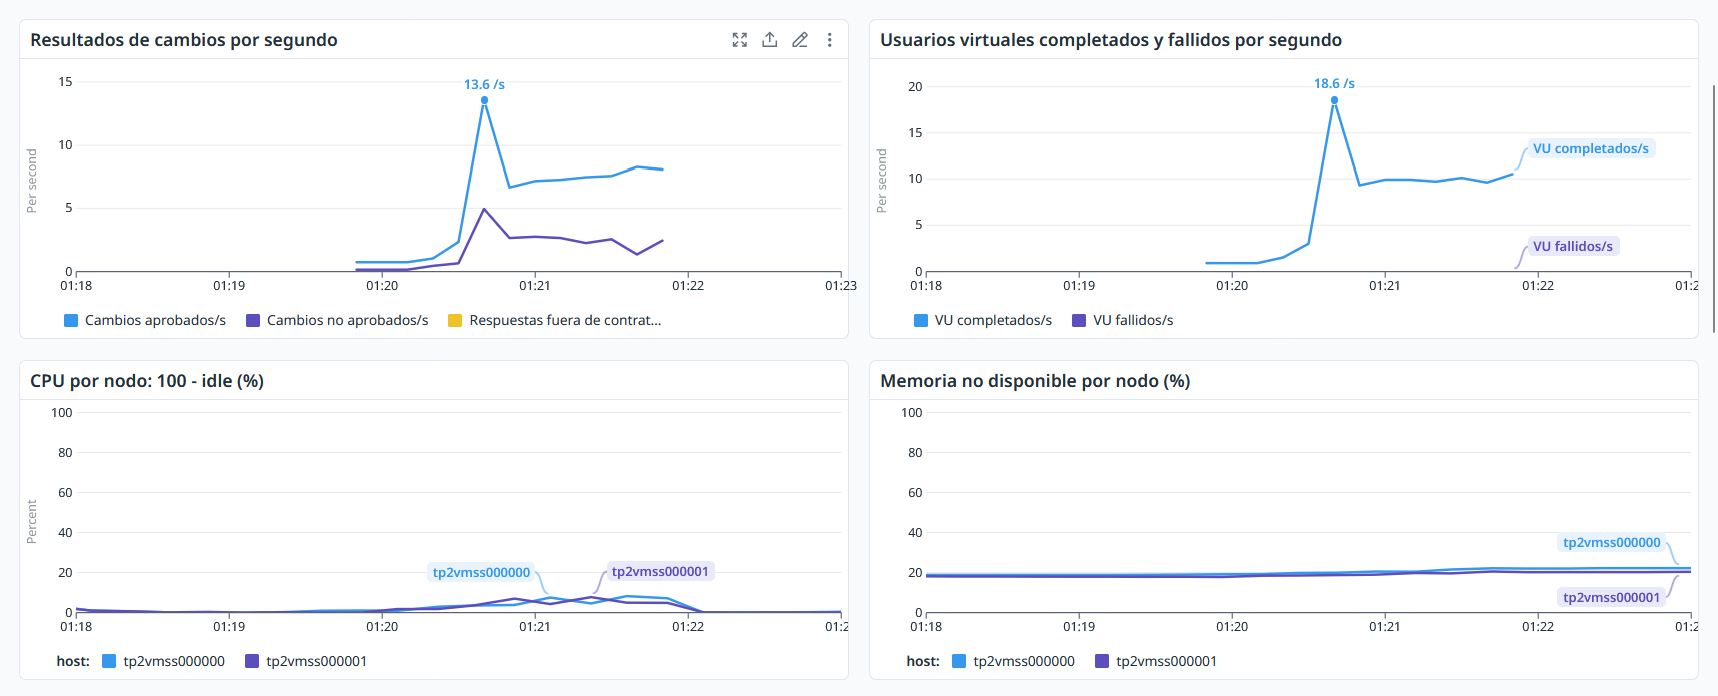 Resultados de cambios por segundo
15
10
5
0
Per second
13.6 /s
01:18
01:19
01:20
01:21
01:22
01:23
Cambios aprobados/s
Cambios no aprobados/s
Respuestas fuera de contrat...
Usuarios virtuales completados y fallidos por segundo
20
15
10
5
0
Per second
18.6 /s
VU completados/s
VU fallidos/s
01:18
01:19
01:20
01:21
01:22
01:2
VU completados/s
VU fallidos/s
CPU por nodo: 100 - idle (%)
100
80
60
40
20
0
Percent
tp2vmss000000
tp2vmss000001
01:18
01:19
01:20
01:21
01:22
01:2
host:
tp2vmss000000
tp2vmss000001
Memoria no disponible por nodo (%)
100
80
60
40
20
0
tp2vmss000000
tp2vmss000001
01:18
01:19
01:20
01:21
01:22
01:2
host:
tp2vmss000000
tp2vmss000001